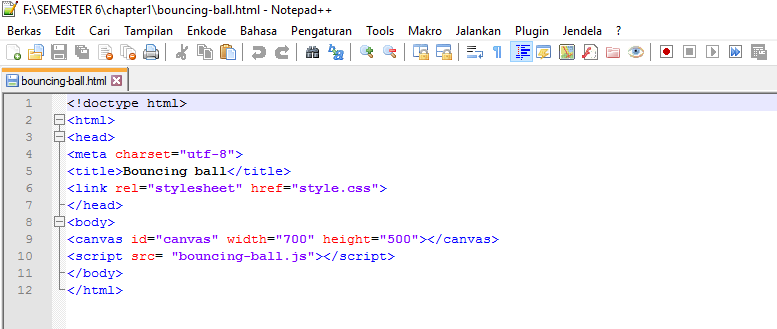 F:\SEMESTER 6\chapter1\bouncing-ball.html - Notepad++
Berkas Edit Cari Tampilan Enkode Bahasa Pengaturan Tools Makro Jalankan Plugin Jendela ?
bouncing-ball.html
1 <!doctype html>
2 <html>
3 <head>
4 <meta charset="utf-8">
5 <title>Bouncing ball</title>
6 <link rel="stylesheet" href="style.css">
7 </head>
8 <body>
9 <canvas id="canvas" width="700" height="500"></canvas>
10 <script src= "bouncing-ball.js"></script>
11 </body>
12 </html>